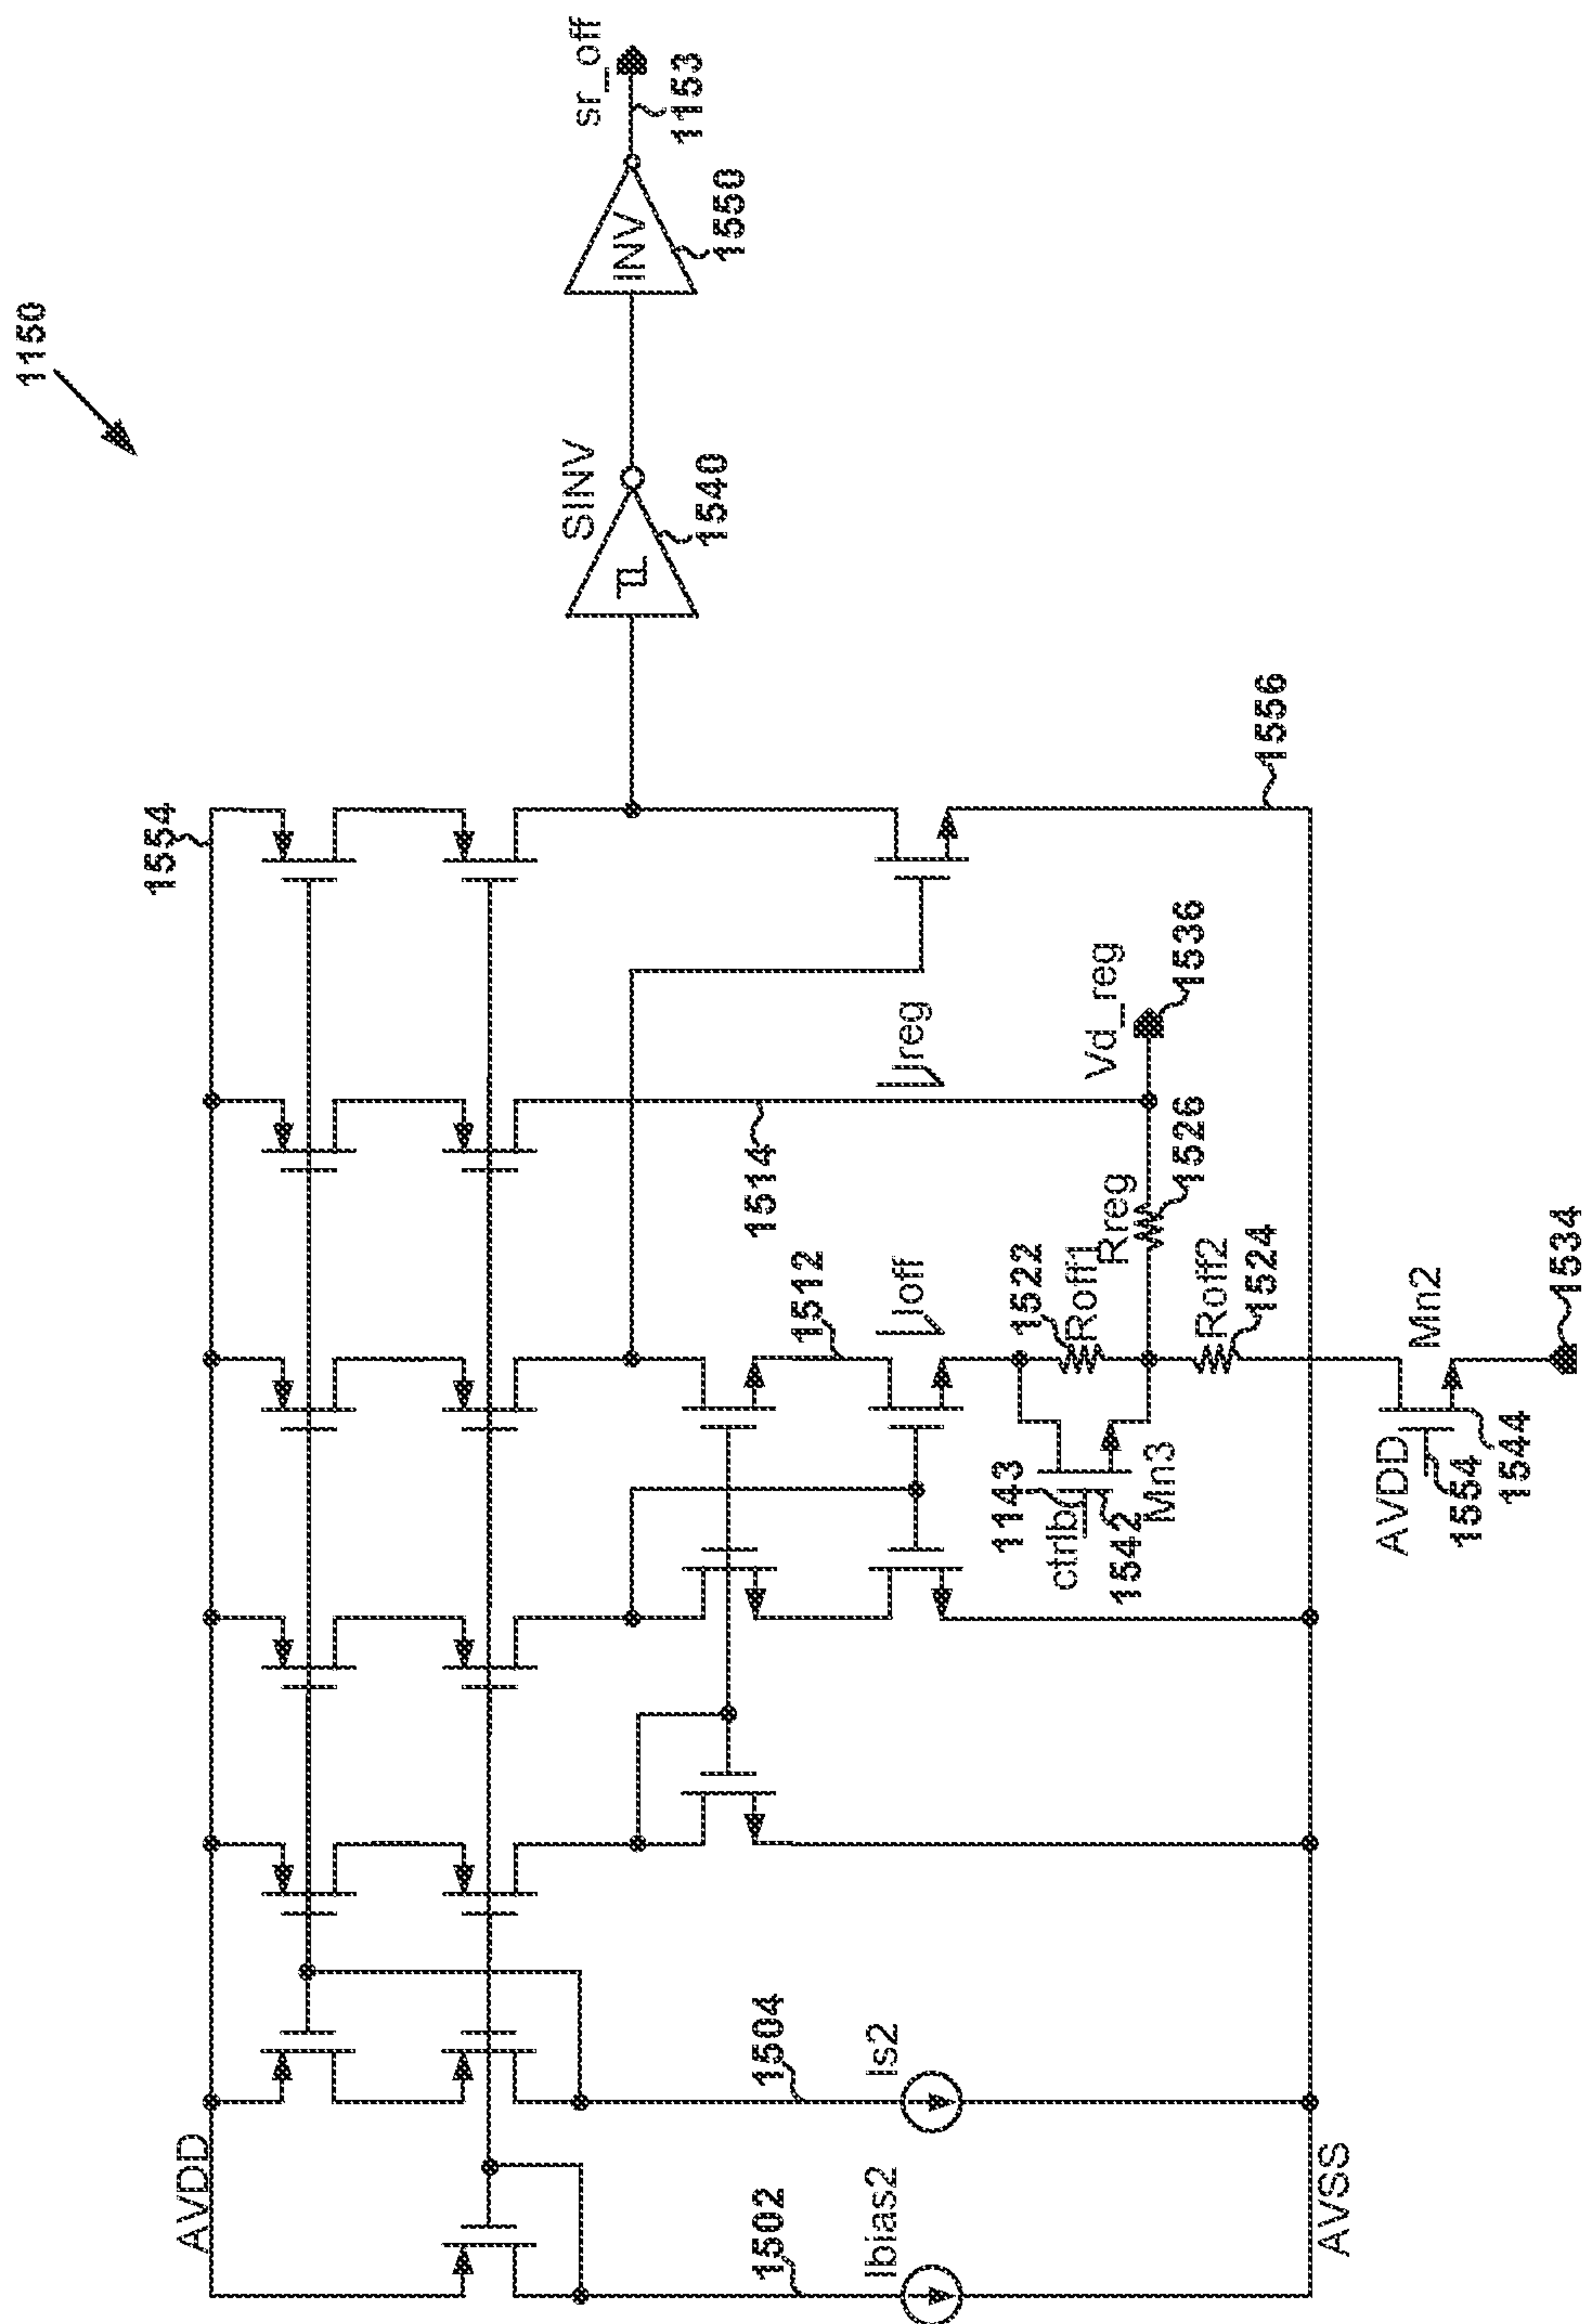 1150
sr_off
1153
INV
1550
SINV
1540
1554
1556
Vd_reg
1536
Ireg
1514
Rreg
1526
1512
Ioff
1522
Roff1
Roff2
1524
Mn2
1534
1143
ctrlb
1542
Mn3
AVDD
1554
1544
AVDD
1504
Is2
1502
Ibias2
AVSS